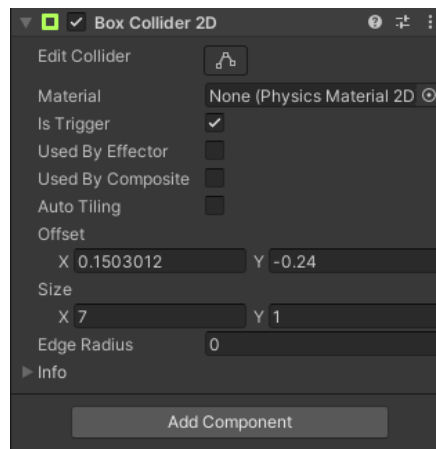 Box Collider 2D
Edit Collider
Material None (Physics Material 2D
Is Trigger
Used By Effector
Used By Composite
Auto Tiling
Offset
X 0.1503012 Y -0.24
Size
X 7 Y 1
Edge Radius 0
Info
Add Component